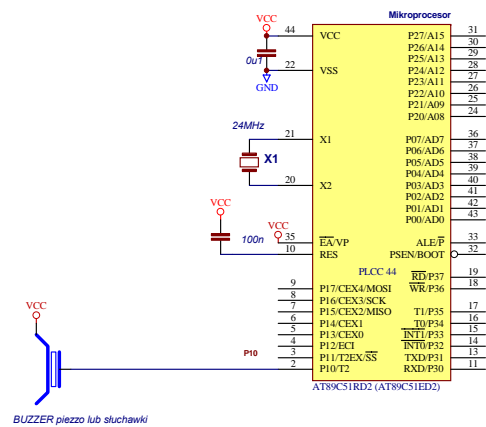 Mikroprocesor
VCC
44 VCC P27/A15 31
P26/A14 30
P25/A13 29
0u1 22 VSS P24/A12 28
GND P23/A11 27
P22/A10 26
P21/A09 25
P20/A08 24
24MHz
21 X1 P07/AD7 36
P06/AD6 37
X1 P05/AD5 38
P04/AD4 39
20 X2 P03/AD3 40
P02/AD2 41
VCC P01/AD1 42
P00/AD0 43
VCC
100n 35 EA/VP ALE/P 33
10 RES PSEN/BOOT 32
PLCC 44 RD/P37 19
9 P17/CEX4/MOSI WR/P36 18
8 P16/CEX3/SCK
VCC 7 P15/CEX2/MISO T1/P35 17
6 P14/CEX1 T0/P34 16
5 P13/CEX0 INT1/P33 15
4 P12/ECI INT0/P32 14
P10 3 P11/T2EX/SS TXD/P31 13
2 P10/T2 RXD/P30 11
AT89C51RD2 (AT89C51ED2)
BUZZER piezzo lub słuchawki